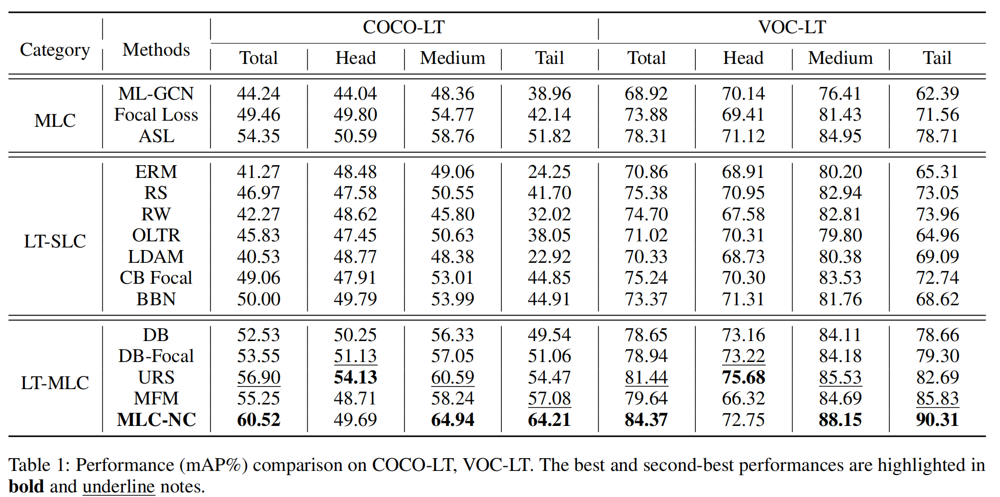 COCO-LT VOC-LT
Category Methods Total Head Medium Tail Total Head Medium Tail
MLC
ML-GCN 44.24 44.04 48.36 38.96 68.92 70.14 76.41 62.39
Focal Loss 49.46 49.80 54.77 42.14 73.88 69.41 81.43 71.56
ASL 54.35 50.59 58.76 51.82 78.31 71.12 84.95 78.71
LT-SLC
ERM 41.27 48.48 49.06 24.25 70.86 68.91 80.20 65.31
RS 46.97 47.58 50.55 41.70 75.38 70.95 82.94 73.05
RW 42.27 48.62 45.80 32.02 74.70 67.58 82.81 73.96
OLTR 45.83 47.45 50.63 38.05 71.02 70.31 79.80 64.96
LDAM 40.53 48.77 48.38 22.92 70.33 68.73 80.38 69.09
CB Focal 49.06 47.91 53.01 44.85 75.24 70.30 83.53 72.74
BBN 50.00 49.79 53.99 44.91 73.37 71.31 81.76 68.62
LT-MLC
DB 52.53 50.25 56.33 49.54 78.65 73.16 84.11 78.66
DB-Focal 53.55 51.13 57.05 51.06 78.94 73.22 84.18 79.30
URS 56.90 54.13 60.59 54.47 81.44 75.68 85.53 82.69
MFM 55.25 48.71 58.24 57.08 79.64 66.32 84.69 85.83
MLC-NC 60.52 49.69 64.94 64.21 84.37 72.75 88.15 90.31
Table 1: Performance (mAP%) comparison on COCO-LT, VOC-LT. The best and second-best performances are highlighted in
bold and underline notes.